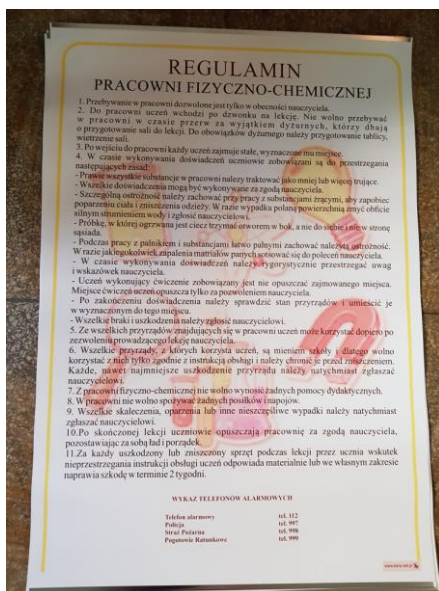 REGULAMIN
PRACOWNI FIZYCZNO-CHEMICZNEJ
1. Przebywanie w pracowni dozwolone jest tylko w obecności nauczyciela.
2. Do pracowni uczeń wchodzi po dzwonku na lekcję. Nie wolno przebywać
w pracowni w czasie przerw za wyjątkiem dyżurnych, którzy dbają
o przygotowanie sali do lekcji. Do obowiązków dyżurnego należy przygotowanie tablicy,
wietrzenie sali.
3. Po wejściu do pracowni każdy uczeń zajmuje stałe, wyznaczone mu miejsce.
4. W czasie wykonywania doświadczeń uczniowie zobowiązani są do przestrzegania
następujących zasad:
- Prawie wszystkie substancje w pracowni należy traktować jako mniej lub więcej trujące.
- Wszelkie doświadczenia mogą być wykonywane za zgodą nauczyciela.
- Szczególną ostrożność należy zachować przy pracy z substancjami żrącymi, aby zapobiec
poparzeniu ciała i zniszczenia odzieży. W razie wypadku polaną powierzchnia zmyć obficie
silnym strumieniem wody i zgłosić nauczycielowi.
- Próbkę, w której ogrzewana jest ciecz trzymać otworem w bok, a nie do siebie i nie w stronę
sąsiada.
- Podczas pracy z palnikiem i substancjami łatwo palnymi zachować należytą ostrożność.
W razie jakiegokolwiek zapalenia materiałów palnych stosować się do poleceń nauczyciela.
- W czasie wykonywania doświadczeń należy rygorystycznie przestrzegać uwag
i wskazówek nauczyciela.
- Uczeń wykonujący ćwiczenie zobowiązany jest nie opuszczać zajmowanego miejsca.
Miejsce ćwiczeń uczeń opuszcza tylko za pozwoleniem nauczyciela.
- Po zakończeniu doświadczenia należy sprawdzić stan przyrządów i umieścić je
w wyznaczonym do tego miejscu.
- Wszelkie braki i uszkodzenia należy zgłosić nauczycielowi.
5. Ze wszelkich przyrządów znajdujących się w pracowni uczeń może korzystać dopiero po
zezwoleniu prowadzącego lekcję nauczyciela.
6. Wszelkie przyrządy, z których korzysta uczeń, są mieniem szkoły i dlatego wolno
korzystać z nich tylko zgodnie z instrukcją obsługi i należy chronić je przed zniszczeniem.
Każde, nawet najmniejsze uszkodzenie przyrządu należy natychmiast zgłaszać
nauczycielowi.
7. Z pracowni fizyczno-chemicznej nie wolno wynosić żadnych pomocy dydaktycznych.
8. W pracowni nie wolno spożywać żadnych posiłków i napojów.
9. Wszelkie skaleczenia, oparzenia lub inne nieszczęśliwe wypadki należy natychmiast
zgłaszać nauczycielowi.
10.Po skończonej lekcji uczniowie opuszczają pracownię za zgodą nauczyciela,
pozostawiając za sobą ład i porządek.
11.Za każdy uszkodzony lub zniszczony sprzęt podczas lekcji przez ucznia wskutek
nieprzestrzegania instrukcji obsługi uczeń odpowiada materialnie lub we własnym zakresie
naprawia szkodę w terminie 2 tygodni.
WYKAZ TELEFONÓW ALARMOWYCH
Telefon alarmowy tel. 112
Policja tel. 997
Straż Pożarna tel. 998
Pogotowie Ratunkowe tel. 999